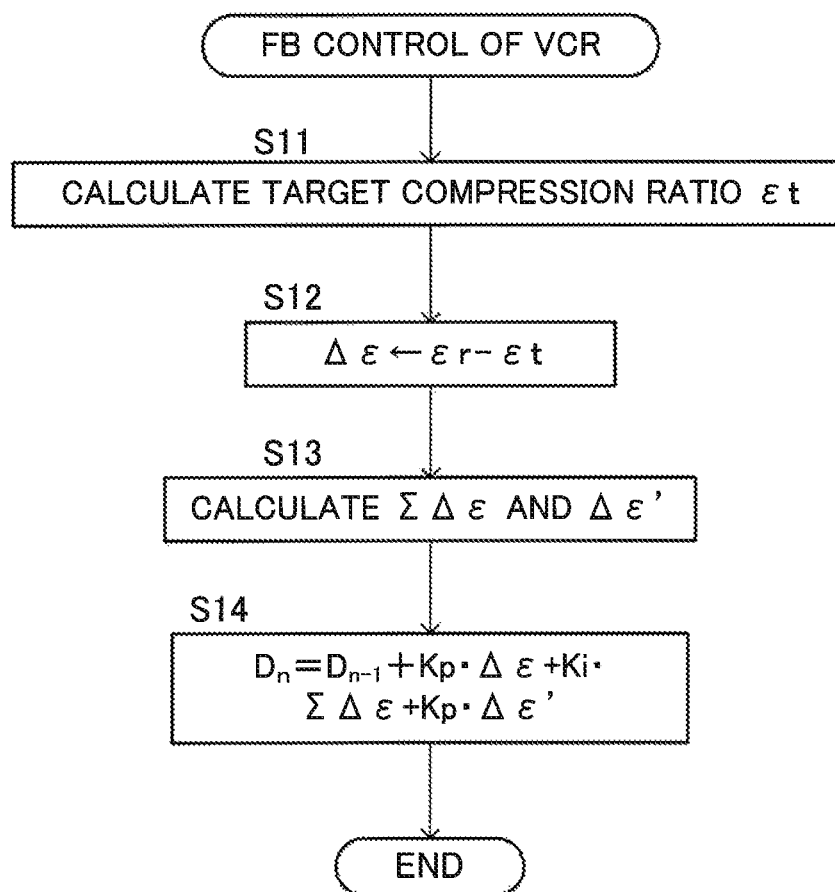 FB CONTROL OF VCR
S11
CALCULATE TARGET COMPRESSION RATIO εt
S12
Δε←εr-εt
S13
CALCULATE ΣΔε AND Δε'
S14
Dₙ=Dₙ₋₁+Kp・Δε+Ki・
ΣΔε+Kp・Δε'
END